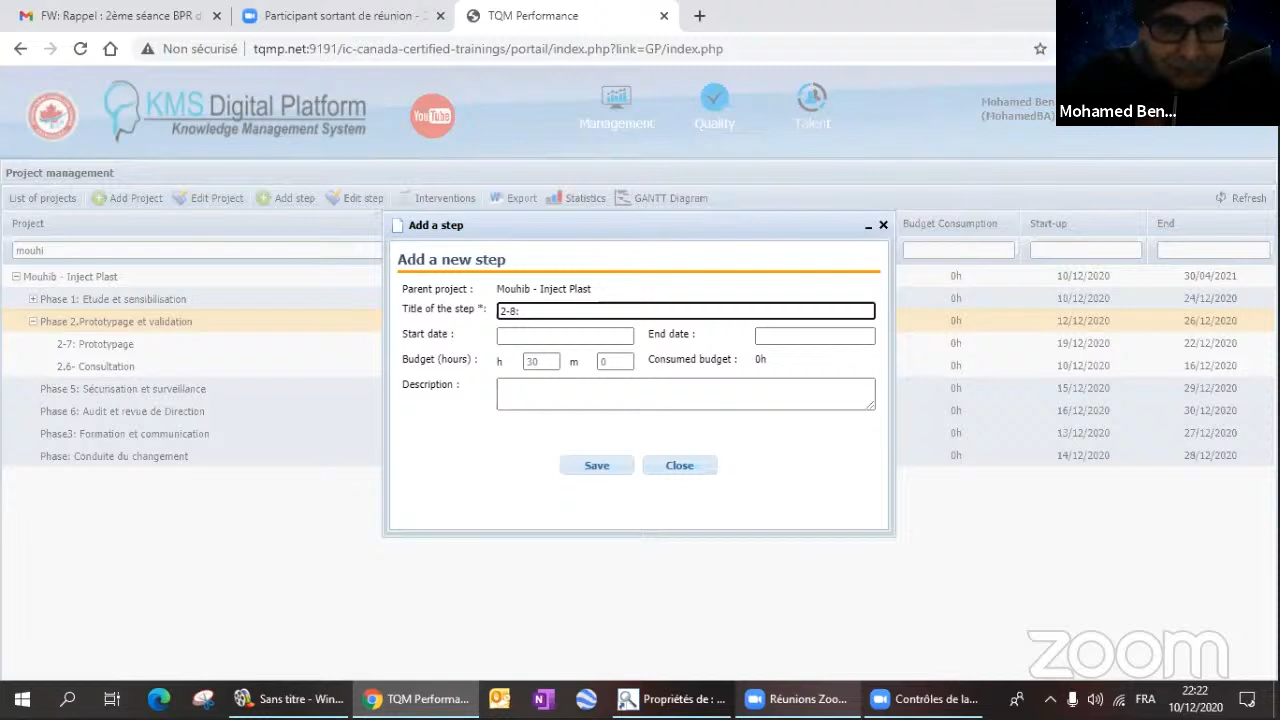 FW: Rappel : 2ème séance BPR d
Participant sortant de réunion - 2
TQM Performance
Non sécurisé
tqmp.net:9191/ic-canada-certified-trainings/portal/index.php?link=GP/index.php
KMS Digital Platform
Knowledge Management System
YouTube
Management
Quality
Talent
Mohamed Ben
(MohamedBA)
Mohamed Ben...
Project management
List of projects
Add Project
Edit Project
Add step
Edit step
Interventions
Export
Statistics
GANTT Diagram
Refresh
Project
Budget Consumption
Start-up
End
mouhi
Mouhib - Inject Plast
0h
10/12/2020
30/04/2021
Phase 1: Etude et sensibilisation
0h
10/12/2020
24/12/2020
Phase 2.Prototypage et validation
0h
12/12/2020
26/12/2020
2-7: Prototypage
0h
19/12/2020
22/12/2020
2.6- Consultation
0h
10/12/2020
16/12/2020
Phase 5: Sécurisation et surveillance
0h
15/12/2020
29/12/2020
Phase 6: Audit et revue de Direction
0h
16/12/2020
30/12/2020
Phase3: Formation et communication
0h
13/12/2020
27/12/2020
Phase: Conduite du changement
0h
14/12/2020
28/12/2020
Add a step
Add a new step
Parent project :
Mouhib - Inject Plast
Title of the step *:
2-8:
Start date :
End date :
Budget (hours) :
h
30
m
0
Consumed budget :
0h
Description :
Save
Close
zoom
Sans titre - Win...
TQM Performa...
Propriétés de : ...
Réunions Zoo...
Contrôles de la...
FRA
22:22
10/12/2020